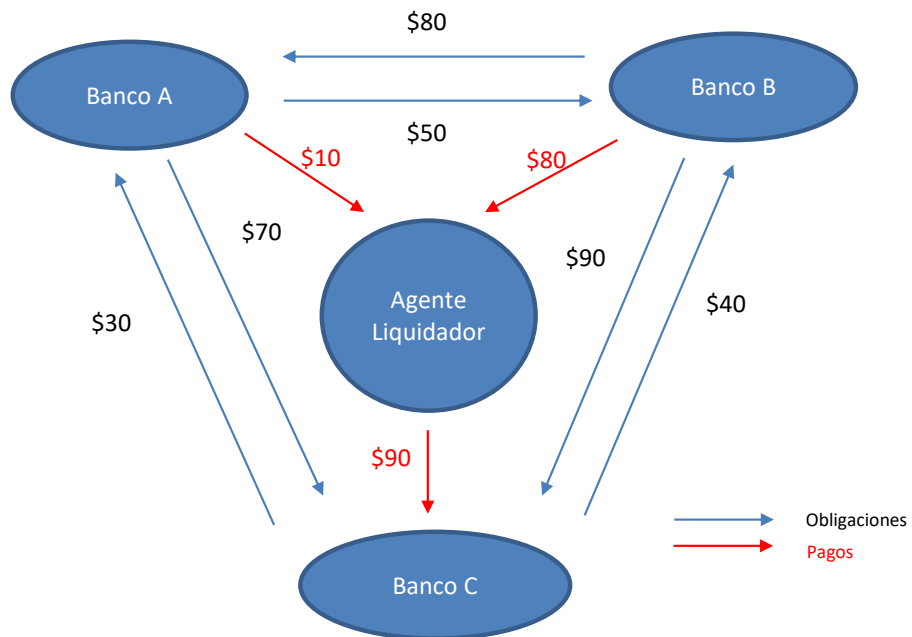 $80
Banco A
Banco B
$50
$10
$80
$70
$90
$30
Agente
Liquidador
$40
$90
Obligaciones
Pagos
Banco C